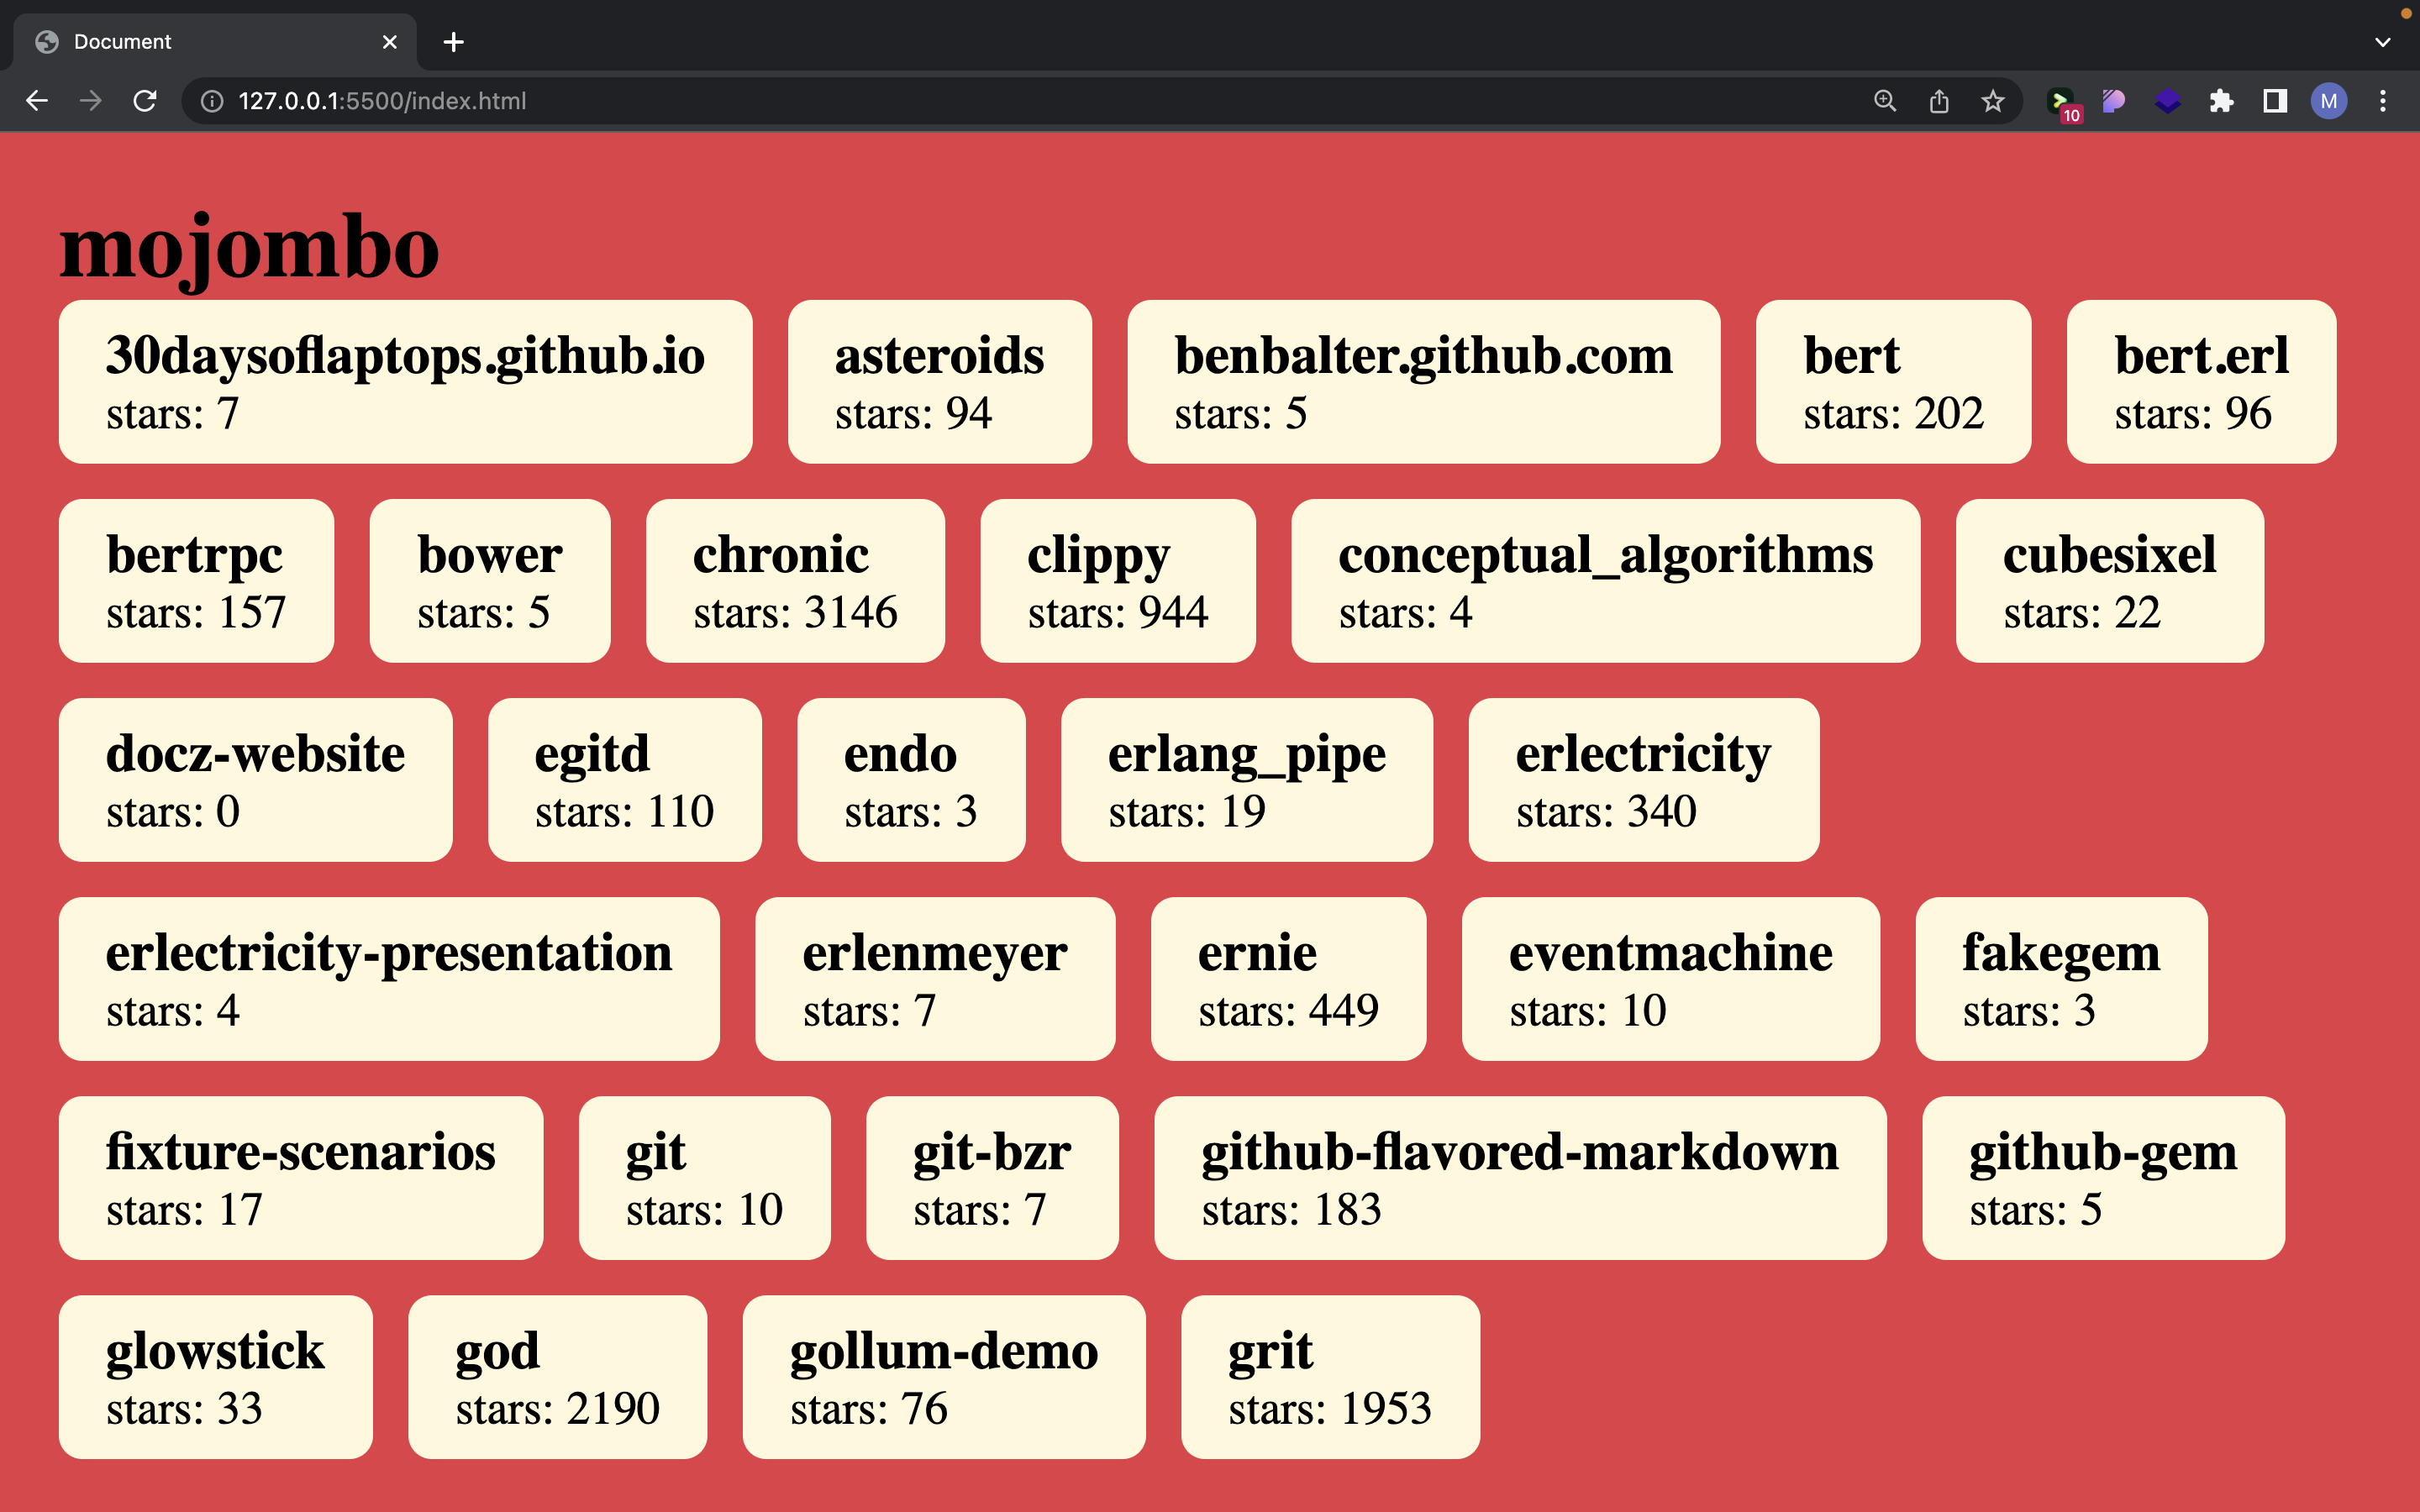 Document
127.0.0.1:5500/index.html
10
M
mojombo
30daysoflaptops.github.io
stars: 7
asteroids
stars: 94
benbalter.github.com
stars: 5
bert
stars: 202
bert.erl
stars: 96
bertrpc
stars: 157
bower
stars: 5
chronic
stars: 3146
clippy
stars: 944
conceptual_algorithms
stars: 4
cubesixel
stars: 22
docz-website
stars: 0
egitd
stars: 110
endo
stars: 3
erlang_pipe
stars: 19
erlectricity
stars: 340
erlectricity-presentation
stars: 4
erlenmeyer
stars: 7
ernie
stars: 449
eventmachine
stars: 10
fakegem
stars: 3
fixture-scenarios
stars: 17
git
stars: 10
git-bzr
stars: 7
github-flavored-markdown
stars: 183
github-gem
stars: 5
glowstick
stars: 33
god
stars: 2190
gollum-demo
stars: 76
grit
stars: 1953